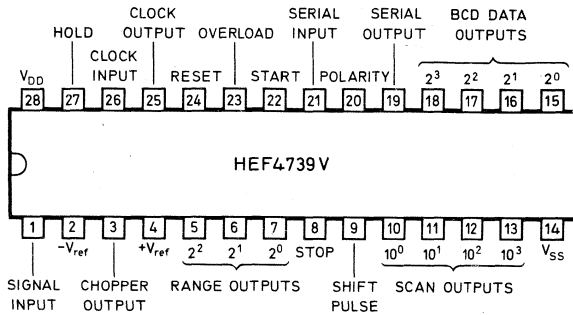 CLOCK SERIAL SERIAL BCD DATA
HOLD OUTPUT OVERLOAD INPUT OUTPUT OUTPUTS
CLOCK
INPUT RESET START POLARITY
V_DD 2³ 2² 2¹ 2⁰
28 27 26 25 24 23 22 21 20 19 18 17 16 15
HEF4739V
1 2 3 4 5 6 7 8 9 10 11 12 13 14
-Vref +Vref 2² 2¹ 2⁰ STOP 10⁰ 10¹ 10² 10³ V_SS
SIGNAL CHOPPER RANGE OUTPUTS SHIFT SCAN OUTPUTS
INPUT OUTPUT PULSE